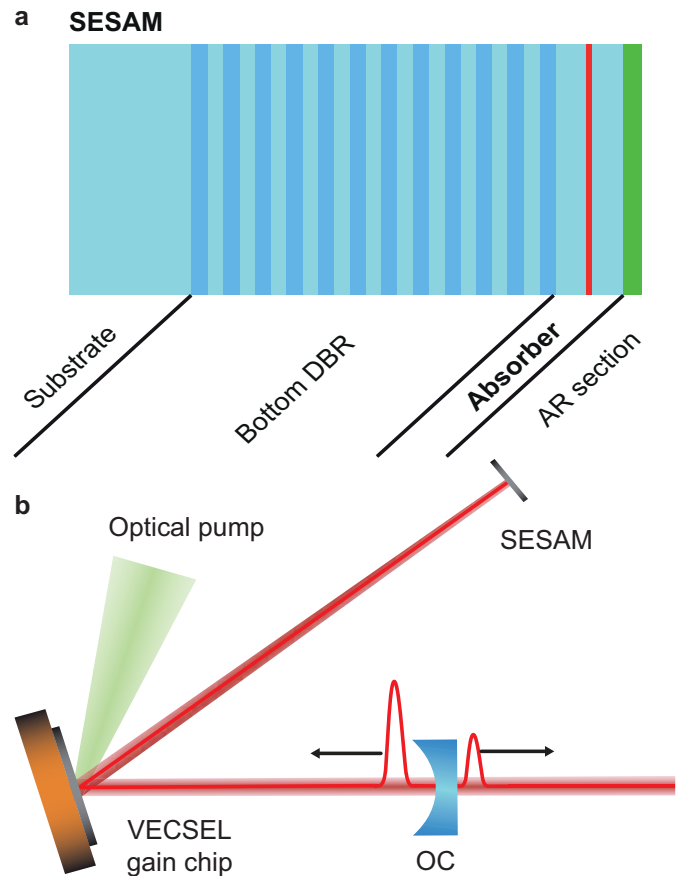 a
SESAM
Substrate
Bottom DBR
Absorber
AR section
b
Optical pump
SESAM
VECSEL
gain chip
OC